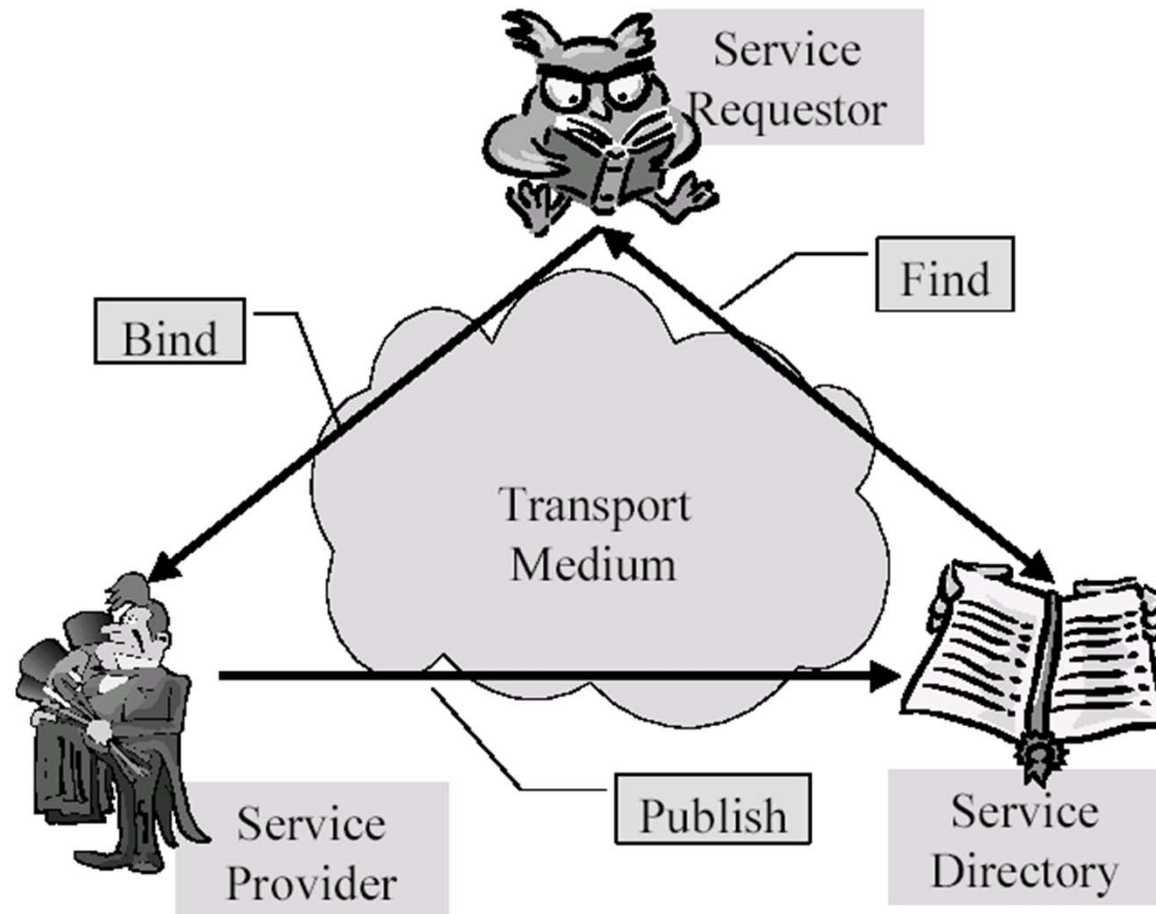 Service
Requestor
Find
Bind
Transport
Medium
Publish
Service
Provider
Service
Directory